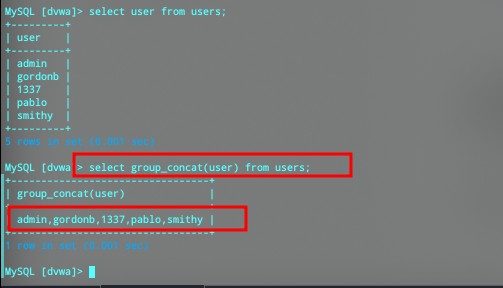 MySQL [dvwa]> select user from users;
+---------+
| user    |
+---------+
| admin   |
| gordonb |
| 1337    |
| pablo   |
| smithy  |
+---------+
5 rows in set (0.001 sec)
MySQL [dvwa]> select group_concat(user) from users;
+---------------------------------+
| group_concat(user)              |
+---------------------------------+
| admin,gordonb,1337,pablo,smithy |
+---------------------------------+
1 row in set (0.001 sec)
MySQL [dvwa]>